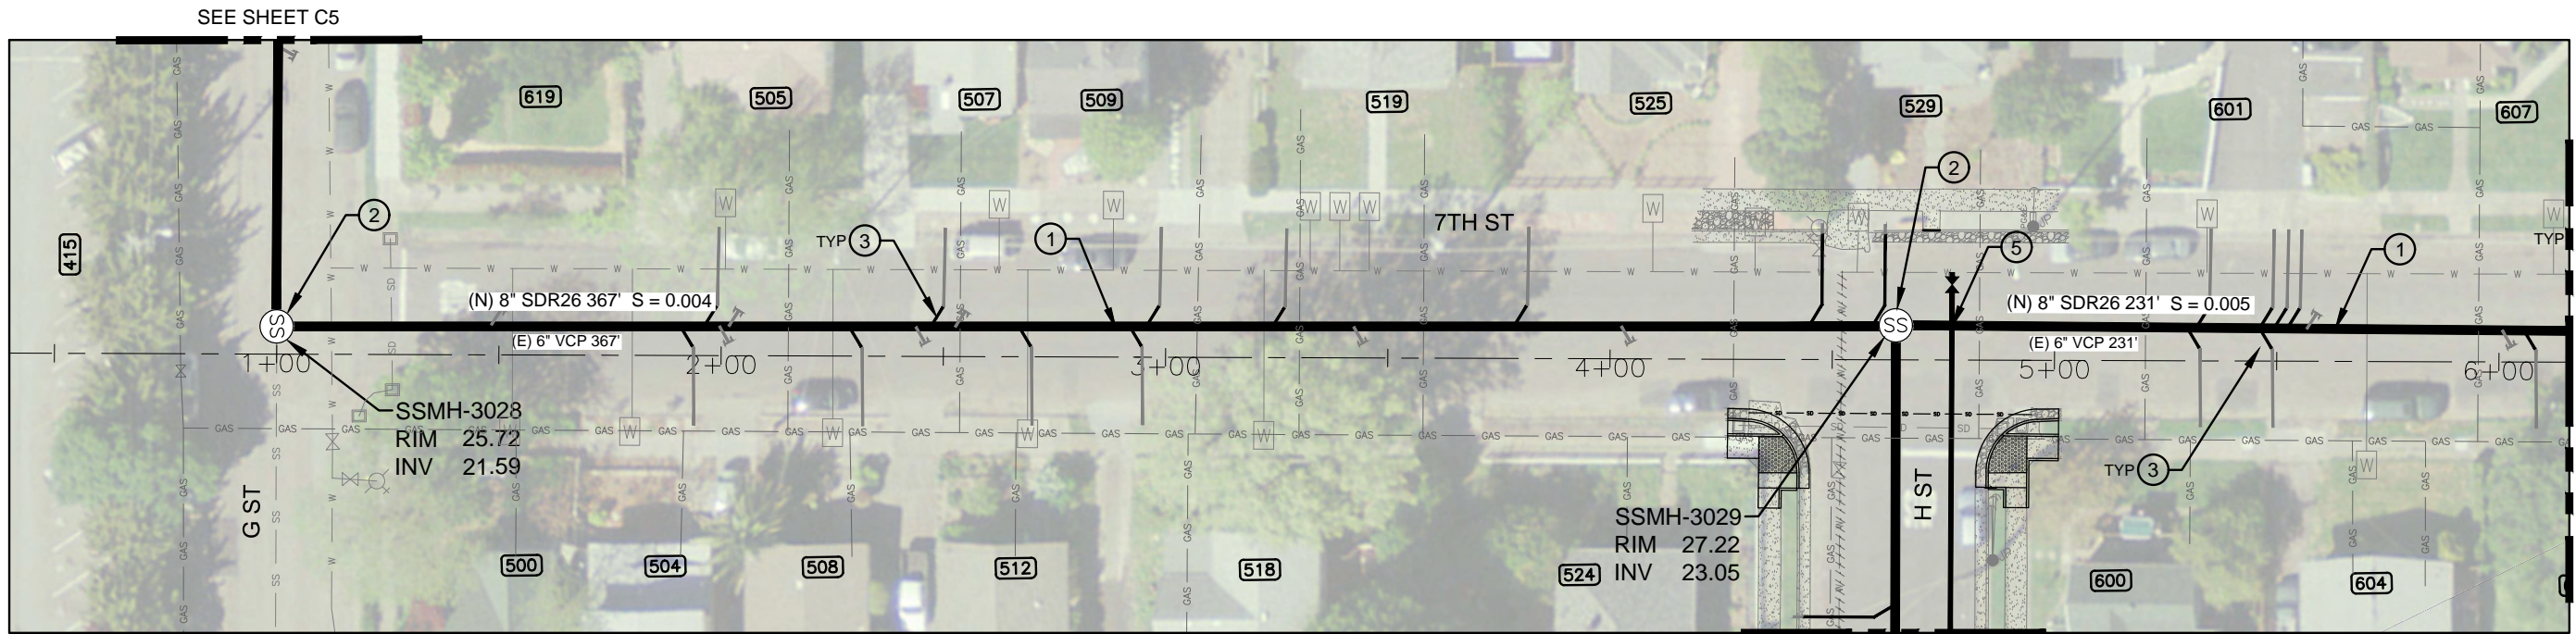 SEE SHEET C5
619
505
507
509
519
525
529
601
607
415
2
TYP 3
1
7TH ST
2
5
1
TYP
(N) 8" SDR26 367' S = 0.004
(E) 6" VCP 367'
(N) 8" SDR26 231' S = 0.005
(E) 6" VCP 231'
SS
SS
1+00
2+00
3+00
4+00
5+00
6+00
SSMH-3028
RIM 25.72
INV 21.59
G ST
H ST
TYP 3
SSMH-3029
RIM 27.22
INV 23.05
500
504
508
512
518
524
600
604
GAS
W
SD
SS